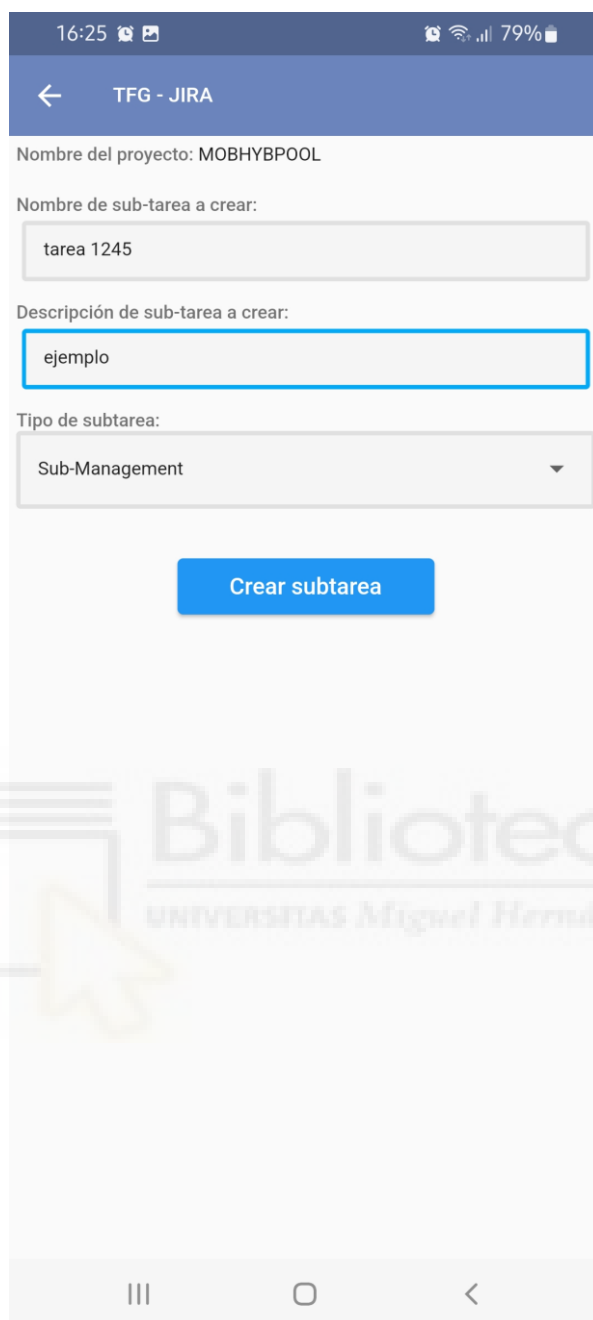 16:25 79%
TFG - JIRA
Nombre del proyecto: MOBHYBPOOL
Nombre de sub-tarea a crear:
tarea 1245
Descripción de sub-tarea a crear:
ejemplo
Tipo de subtarea:
Sub-Management
Crear subtarea
Bibliotec
UNIVERSITAS Miguel Herná